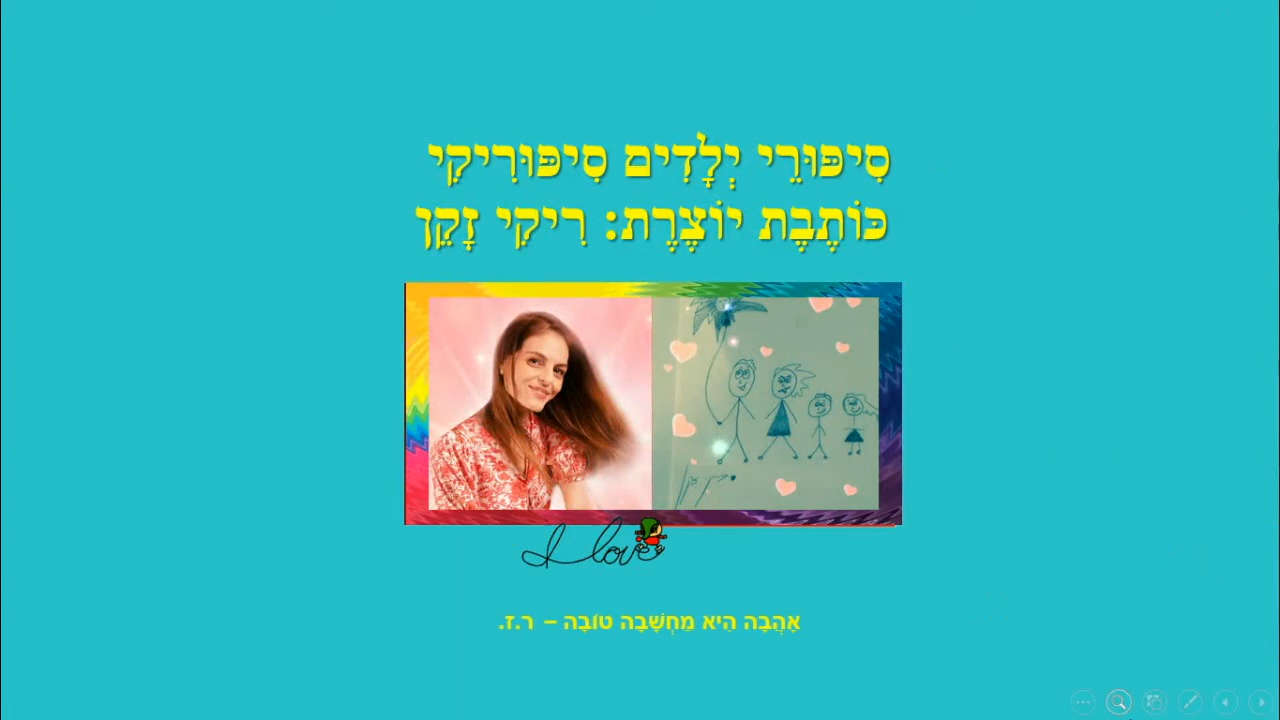 סִיפּוּרֵי יְלָדִים סִיפּוּרִיקִי
כּוֹתֶבֶת יוֹצֶרֶת: רִיקִי זָקֵן
I love
אַהֲבָה הִיא מַחְשָׁבָה טוֹבָה – ר.ז.